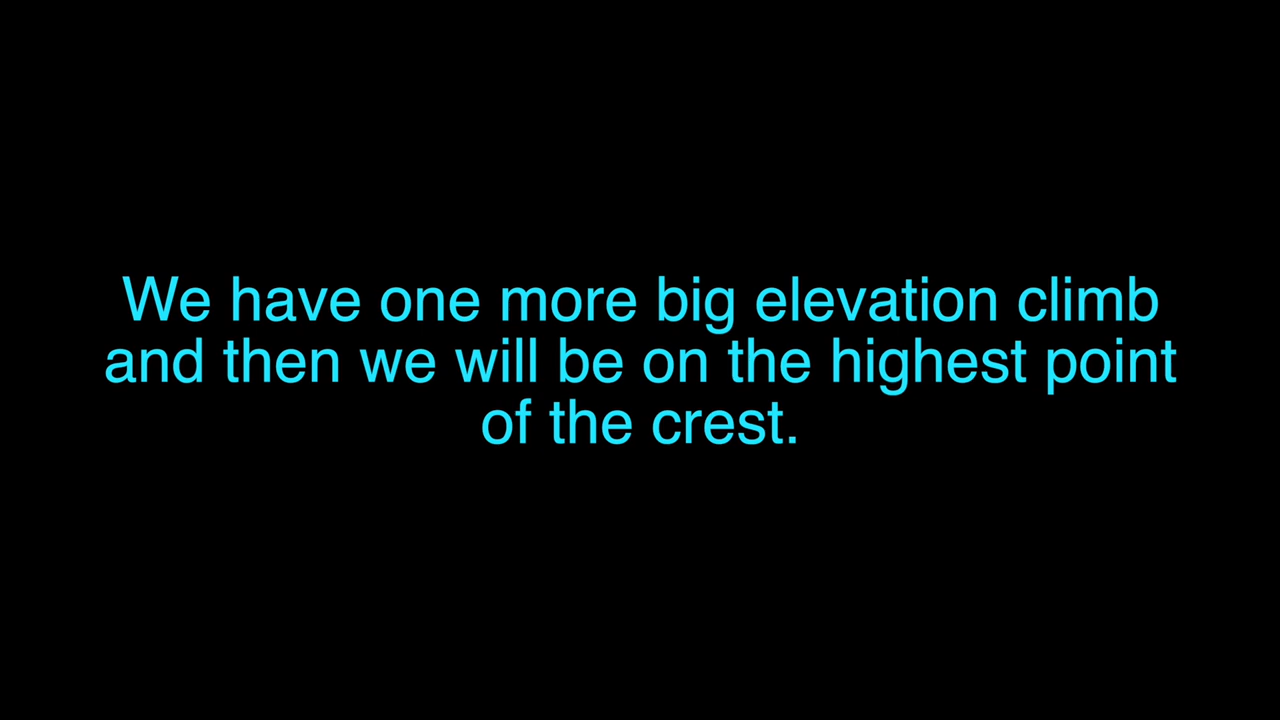 We have one more big elevation climb
and then we will be on the highest point
of the crest.